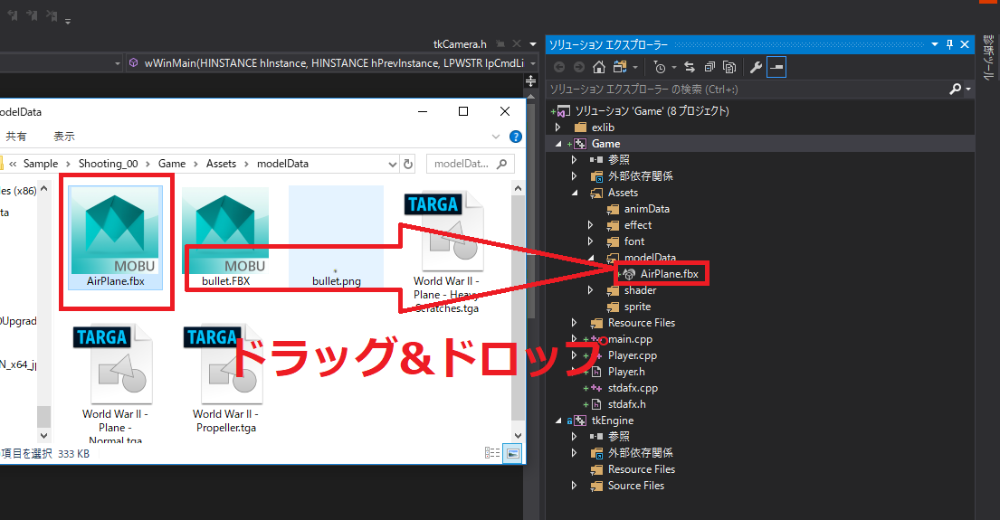 tkCamera.h
wWinMain(HINSTANCE hInstance, HINSTANCE hPrevInstance, LPWSTR lpCmdLi
odelData
共有 表示
« Sample › Shooting_00 › Game › Assets › modelData
modelDat...
les (x86)
ta
0Upgrad
N_x64_jp
MOBU
AirPlane.fbx
MOBU
bullet.FBX
bullet.png
TARGA
World War II -
Plane - Heavy
Scratches.tga
TARGA
World War II -
Plane -
Normal.tga
TARGA
World War II -
Propeller.tga
項目を選択 333 KB
ドラッグ&ドロップ
ソリューション エクスプローラー
ソリューション エクスプローラー の検索 (Ctrl+:)
ソリューション 'Game' (8 プロジェクト)
exlib
Game
参照
外部依存関係
Assets
animData
effect
font
modelData
AirPlane.fbx
shader
sprite
Resource Files
main.cpp
Player.cpp
Player.h
stdafx.cpp
stdafx.h
tkEngine
参照
外部依存関係
Resource Files
Source Files
診断ツール